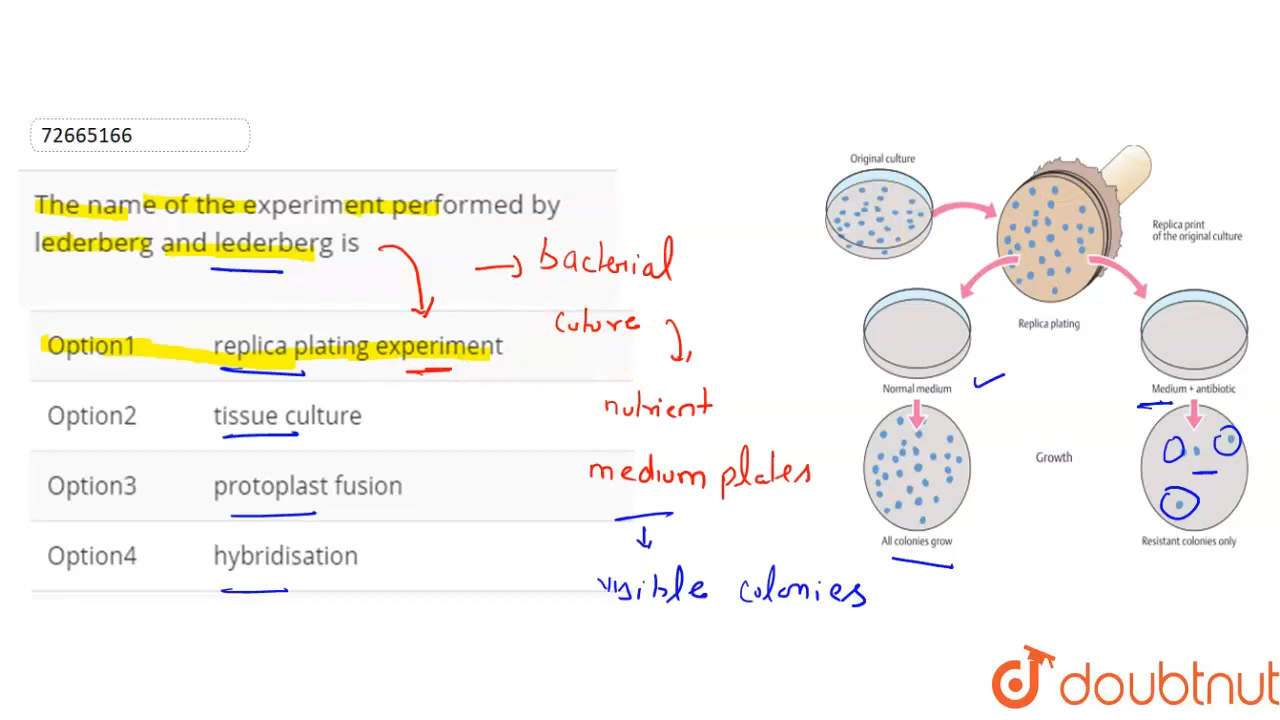 72665166
The name of the experiment performed by
lederberg and lederberg is
Option1 replica plating experiment
Option2 tissue culture
Option3 protoplast fusion
Option4 hybridisation
bacterial
cuture
nutrient
medium plates
visible colonies
Original culture
Replica print
of the original culture
Replica plating
Normal medium
Medium + antibiotic
Growth
All colonies grow
Resistant colonies only
doubtnut